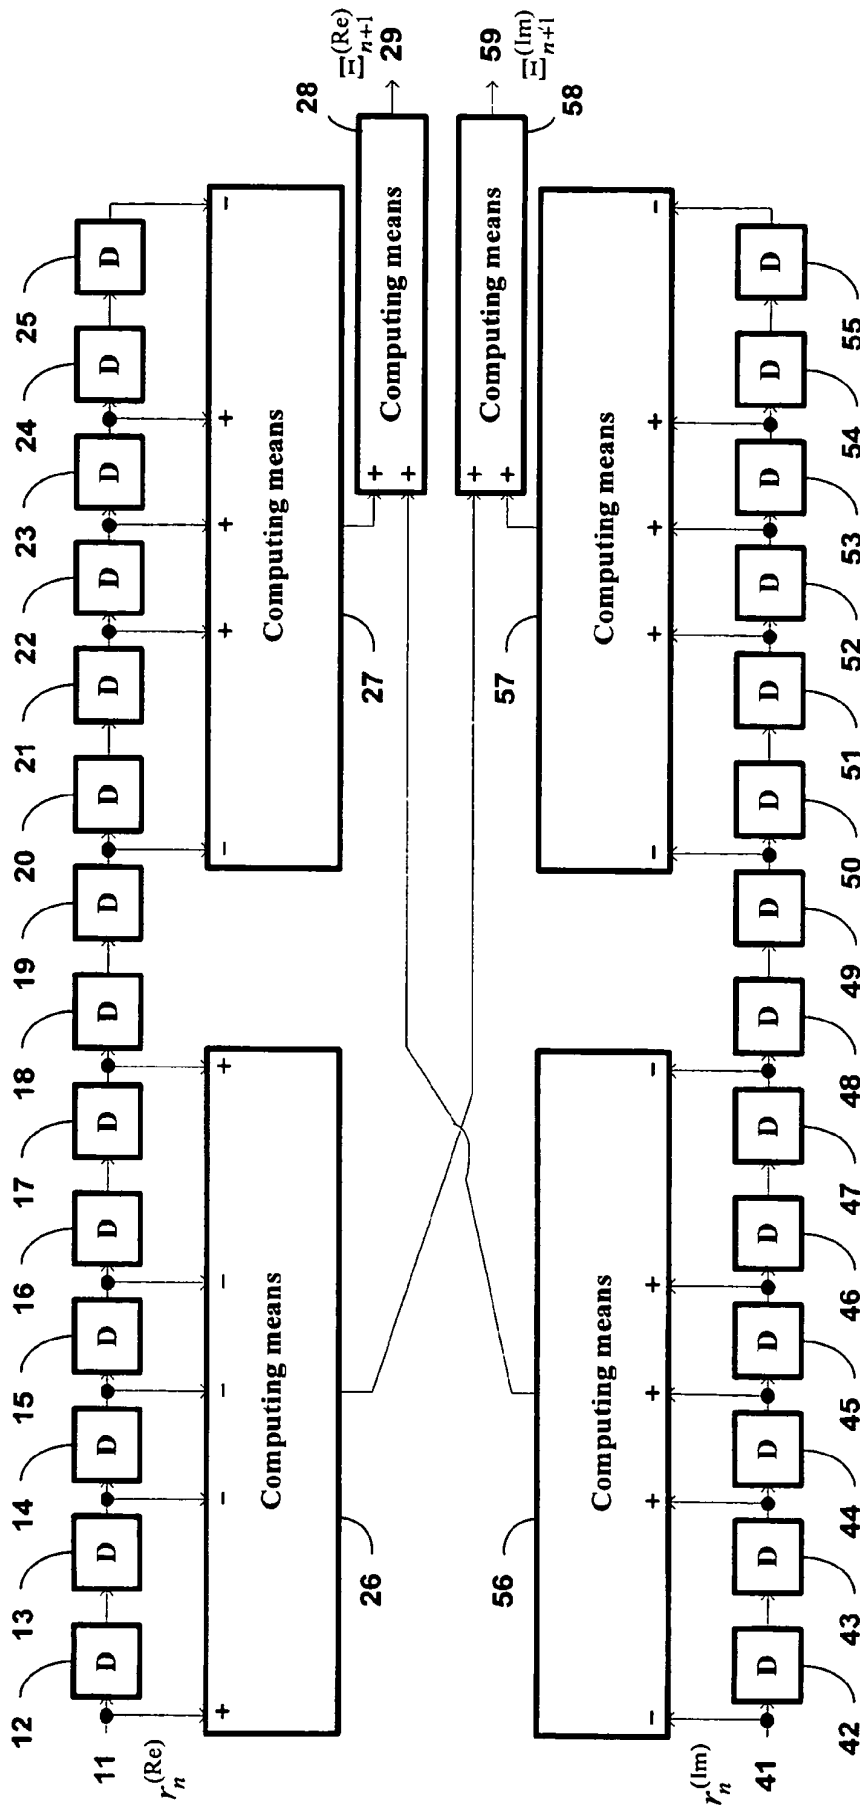 12 13 14 15 16 17 18 19 20 21 22 23 24 25
11 D D D D D D D D D D D D D D
r_n^(Re)
+ − − − + − + + + −
Computing means
Computing means
26
27
28
Ξ_{n+1}^(Re)
+ + Computing means
29
+ + Computing means
59
Ξ_{n+1}^(Im)
58
56
57
Computing means
Computing means
− + + + − − + + + −
r_n^(Im)
41 D D D D D D D D D D D D D D
42 43 44 45 46 47 48 49 50 51 52 53 54 55